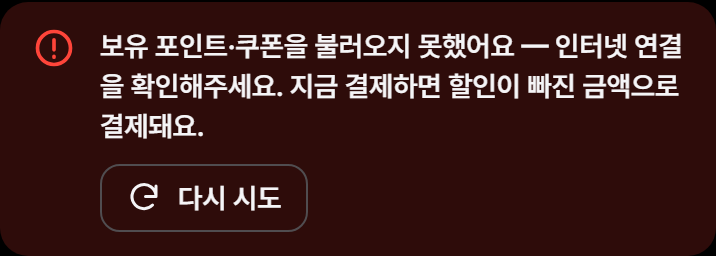 보유 포인트·쿠폰을 불러오지 못했어요 — 인터넷 연결
을 확인해주세요. 지금 결제하면 할인이 빠진 금액으로
결제돼요.
다시 시도